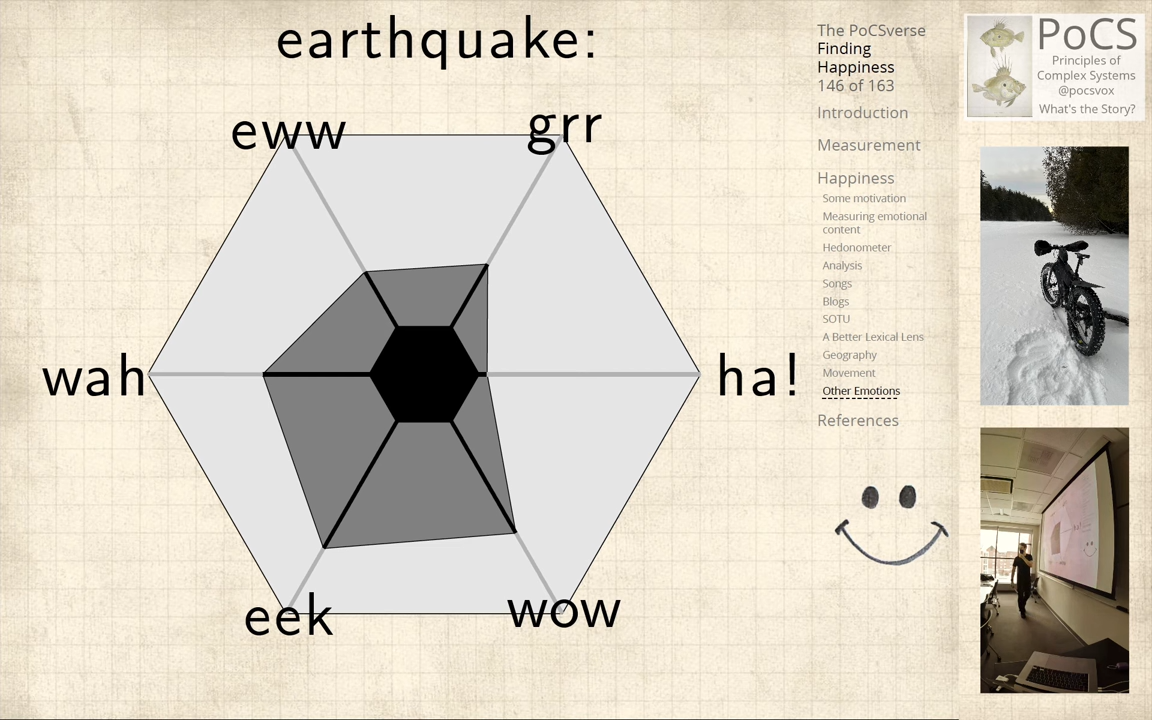 earthquake:
eww
grr
wah
ha!
eek
wow
The PoCSverse
Finding
Happiness
146 of 163
Introduction
Measurement
Happiness
Some motivation
Measuring emotional
content
Hedonometer
Analysis
Songs
Blogs
SOTU
A Better Lexical Lens
Geography
Movement
Other Emotions
References
PoCS
Principles of
Complex Systems
@pocsvox
What's the Story?